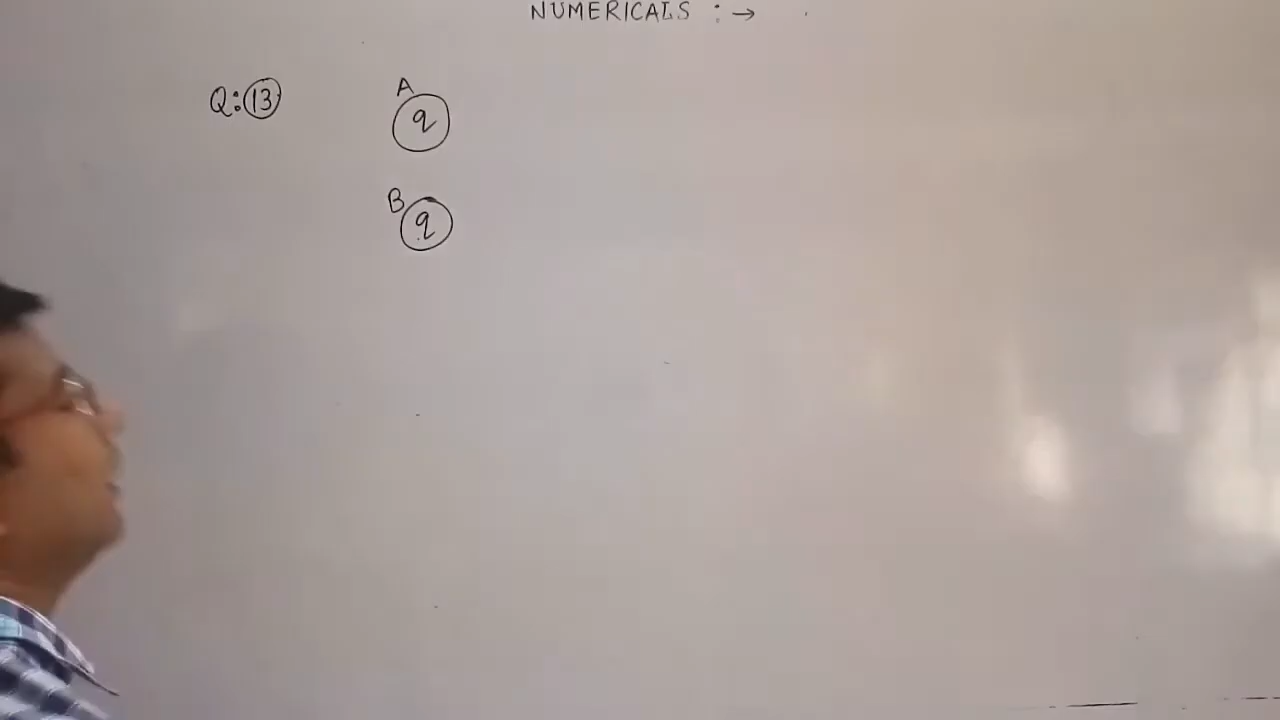 NUMERICALS : →
Q: 13
A
q
B
q